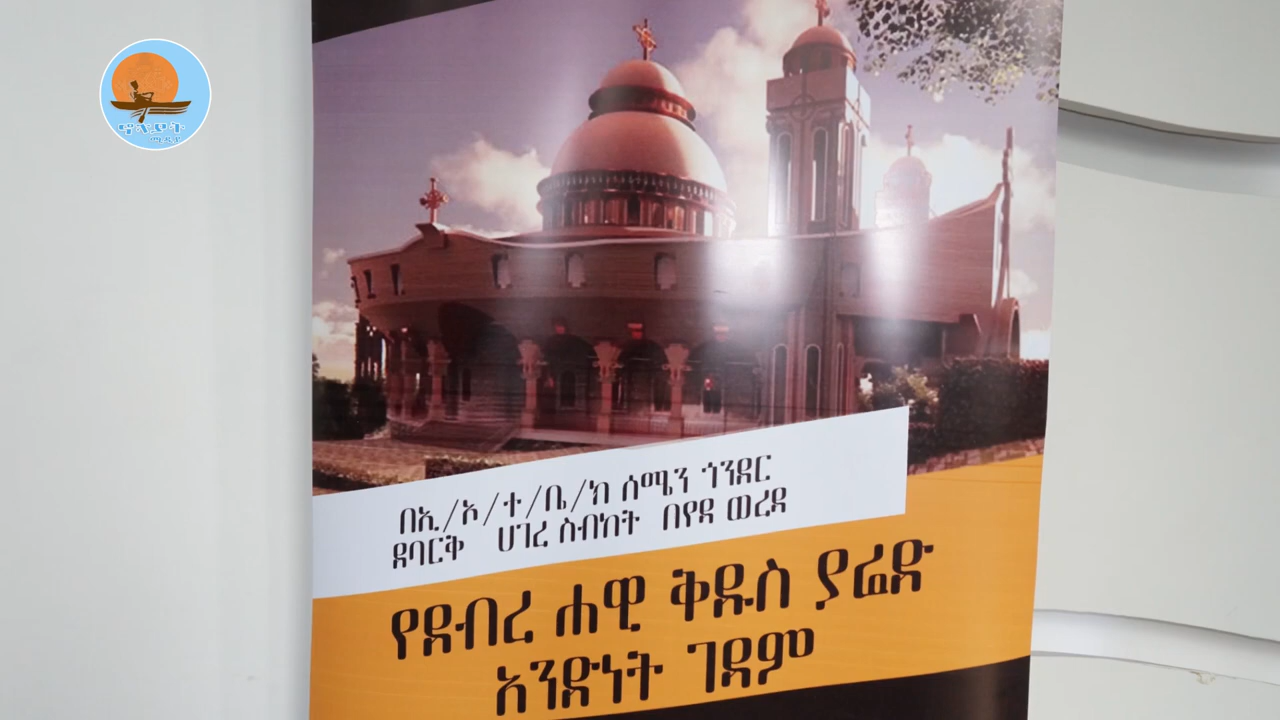 በኢ/ኦ/ተ/ቤ/ክ ሰሜን ጎንደር
ደባርቅ ሀገረ ስብከት በየዳ ወረዳ
የደብረ ሐዊ ቅዱስ ያሬድ
አንድነት ገዳም